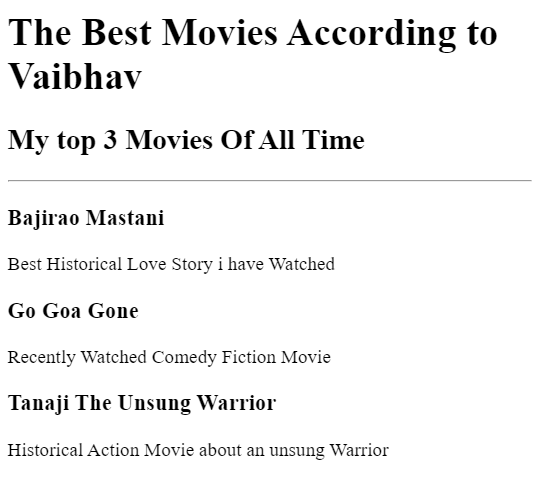 The Best Movies According to
Vaibhav
My top 3 Movies Of All Time
Bajirao Mastani
Best Historical Love Story i have Watched
Go Goa Gone
Recently Watched Comedy Fiction Movie
Tanaji The Unsung Warrior
Historical Action Movie about an unsung Warrior